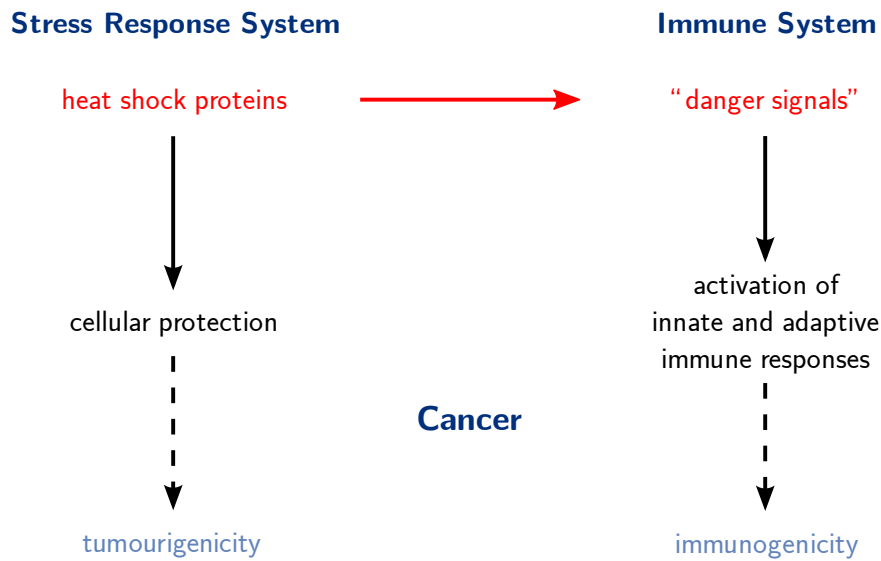 Stress Response System
Immune System
heat shock proteins
“danger signals”
cellular protection
activation of
innate and adaptive
immune responses
Cancer
tumourigenicity
immunogenicity